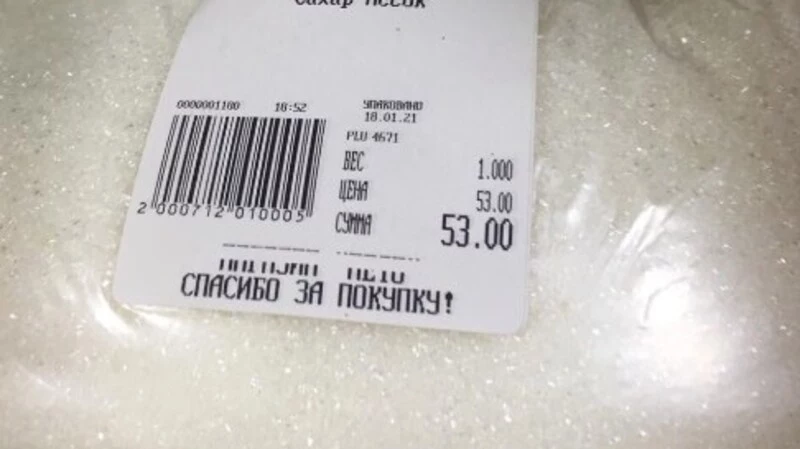 Сахар
0000001100 18:52
УПАКОВАНО
18.01.21
PLU 4671
ВЕС 1.000
ЦЕНА 53.00
СУММА 53.00
2 000712 010005
СПАСИБО ЗА ПОКУПКУ!